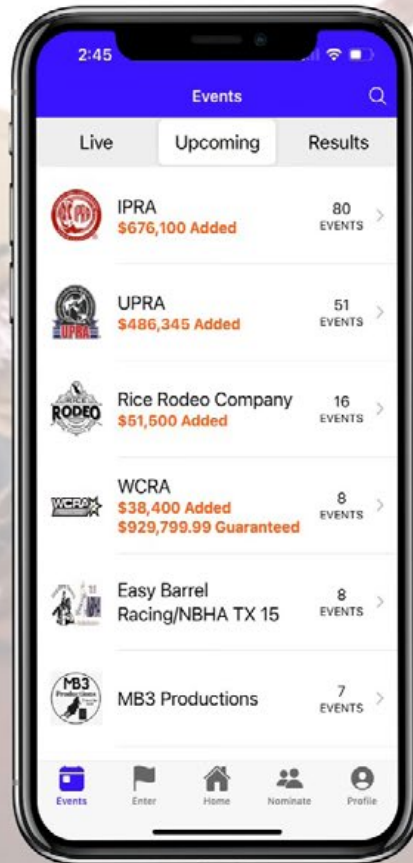 2:45
Events
Live Upcoming Results
IPRA
$676,100 Added
80
EVENTS
UPRA
UPRA
$486,345 Added
51
EVENTS
RODEO
Rice Rodeo Company
$51,500 Added
16
EVENTS
WCRA
WCRA
$38,400 Added
$929,799.99 Guaranteed
8
EVENTS
Easy Barrel
Racing/NBHA TX 15
8
EVENTS
MB3
Productions
MB3 Productions
7
EVENTS
Events Enter Home Nominate Profile